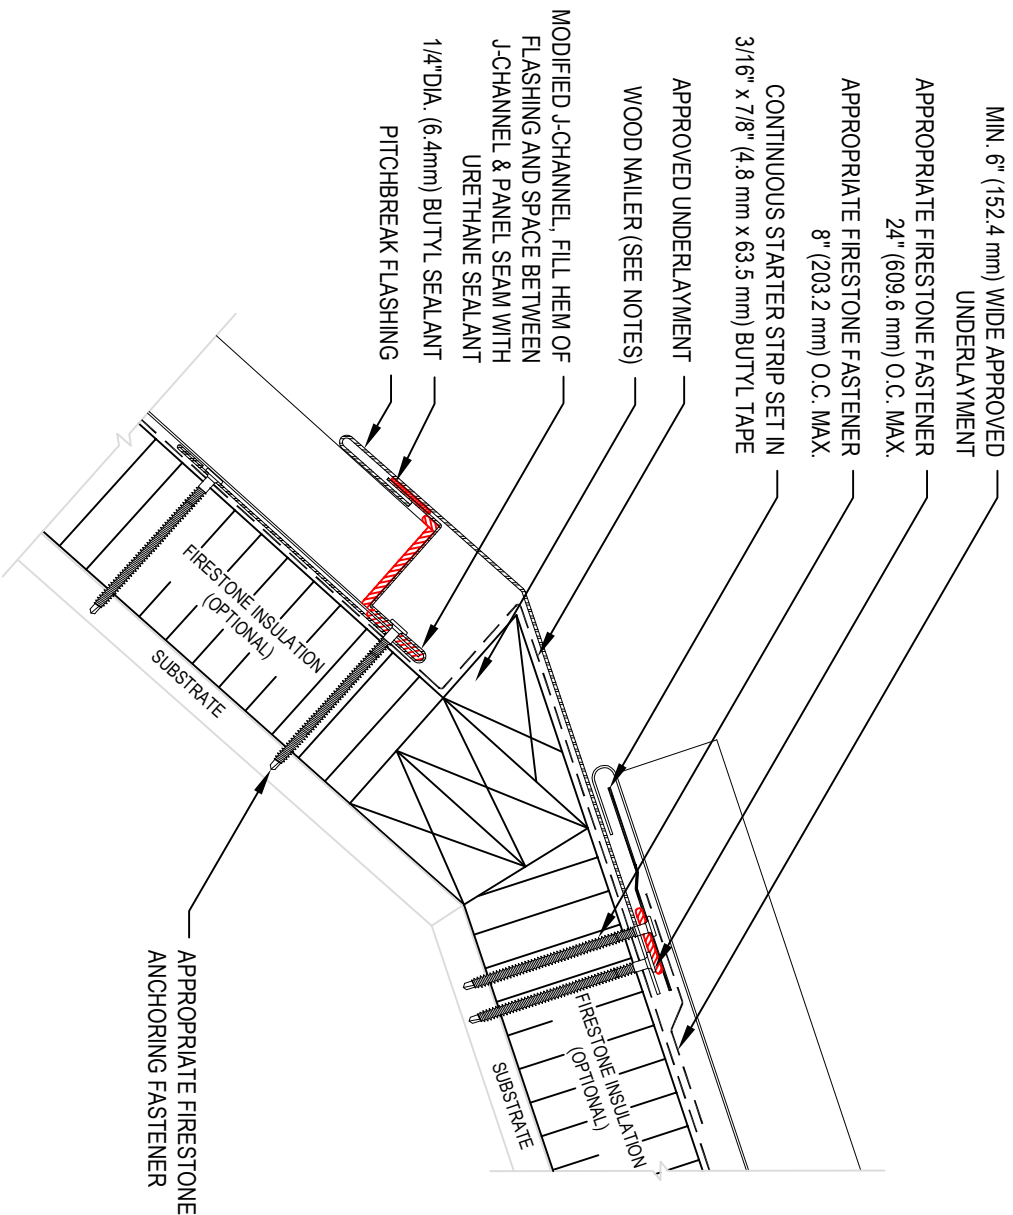 MIN. 6" (152.4 mm) WIDE APPROVED
UNDERLAYMENT
APPROPRIATE FIRESTONE FASTENER
24" (609.6 mm) O.C. MAX.
APPROPRIATE FIRESTONE FASTENER
8" (203.2 mm) O.C. MAX.
CONTINUOUS STARTER STRIP SET IN
3/16" x 7/8" (4.8 mm x 63.5 mm) BUTYL TAPE
APPROVED UNDERLAYMENT
WOOD NAILER (SEE NOTES)
MODIFIED J-CHANNEL, FILL HEM OF
FLASHING AND SPACE BETWEEN
J-CHANNEL & PANEL SEAM WITH
URETHANE SEALANT
1/4"DIA. (6.4mm) BUTYL SEALANT
PITCHBREAK FLASHING
FIRESTONE INSULATION
(OPTIONAL)
SUBSTRATE
FIRESTONE INSULATION
(OPTIONAL)
SUBSTRATE
APPROPRIATE FIRESTONE
ANCHORING FASTENER